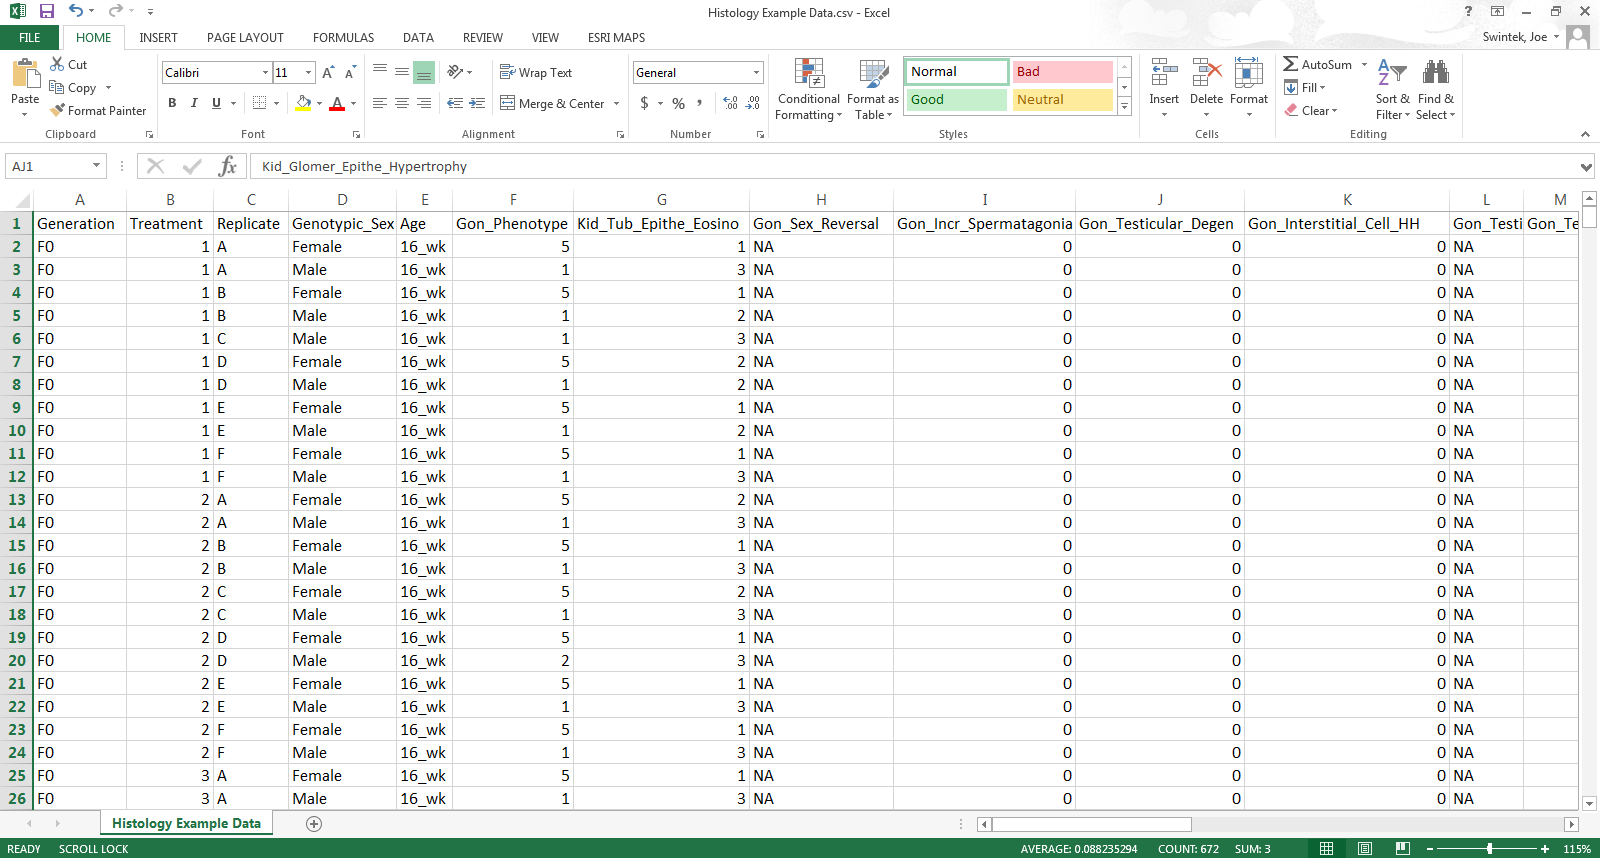 Histology Example Data.csv - Excel
?
FILE HOME INSERT PAGE LAYOUT FORMULAS DATA REVIEW VIEW ESRI MAPS Swintek, Joe
Paste Cut Copy Format Painter Clipboard
Calibri 11 A A B I U A Font
Wrap Text Merge & Center Alignment
General $ % , .0 .00 .00 .0 Number
Conditional Formatting Format as Table Normal Bad Good Neutral Styles
Insert Delete Format Cells
AutoSum Fill Clear Sort & Filter Find & Select Editing
AJ1 fx Kid_Glomer_Epithe_Hypertrophy
A B C D E F G H I J K L M
1 Generation Treatment Replicate Genotypic_Sex Age Gon_Phenotype Kid_Tub_Epithe_Eosino Gon_Sex_Reversal Gon_Incr_Spermatagonia Gon_Testicular_Degen Gon_Interstitial_Cell_HH Gon_Testi Gon_Te
2 F0 1 A Female 16_wk 5 1 NA 0 0 0 NA
3 F0 1 A Male 16_wk 1 3 NA 0 0 0 NA
4 F0 1 B Female 16_wk 5 1 NA 0 0 0 NA
5 F0 1 B Male 16_wk 1 2 NA 0 0 0 NA
6 F0 1 C Male 16_wk 1 3 NA 0 0 0 NA
7 F0 1 D Female 16_wk 5 2 NA 0 0 0 NA
8 F0 1 D Male 16_wk 1 2 NA 0 0 0 NA
9 F0 1 E Female 16_wk 5 1 NA 0 0 0 NA
10 F0 1 E Male 16_wk 1 2 NA 0 0 0 NA
11 F0 1 F Female 16_wk 5 1 NA 0 0 0 NA
12 F0 1 F Male 16_wk 1 3 NA 0 0 0 NA
13 F0 2 A Female 16_wk 5 2 NA 0 0 0 NA
14 F0 2 A Male 16_wk 1 3 NA 0 0 0 NA
15 F0 2 B Female 16_wk 5 1 NA 0 0 0 NA
16 F0 2 B Male 16_wk 1 3 NA 0 0 0 NA
17 F0 2 C Female 16_wk 5 2 NA 0 0 0 NA
18 F0 2 C Male 16_wk 1 3 NA 0 0 0 NA
19 F0 2 D Female 16_wk 5 1 NA 0 0 0 NA
20 F0 2 D Male 16_wk 2 3 NA 0 0 0 NA
21 F0 2 E Female 16_wk 5 1 NA 0 0 0 NA
22 F0 2 E Male 16_wk 1 3 NA 0 0 0 NA
23 F0 2 F Female 16_wk 5 1 NA 0 0 0 NA
24 F0 2 F Male 16_wk 1 3 NA 0 0 0 NA
25 F0 3 A Female 16_wk 5 1 NA 0 0 0 NA
26 F0 3 A Male 16_wk 1 3 NA 0 0 0 NA
Histology Example Data
READY SCROLL LOCK AVERAGE: 0.088235294 COUNT: 672 SUM: 3 115%